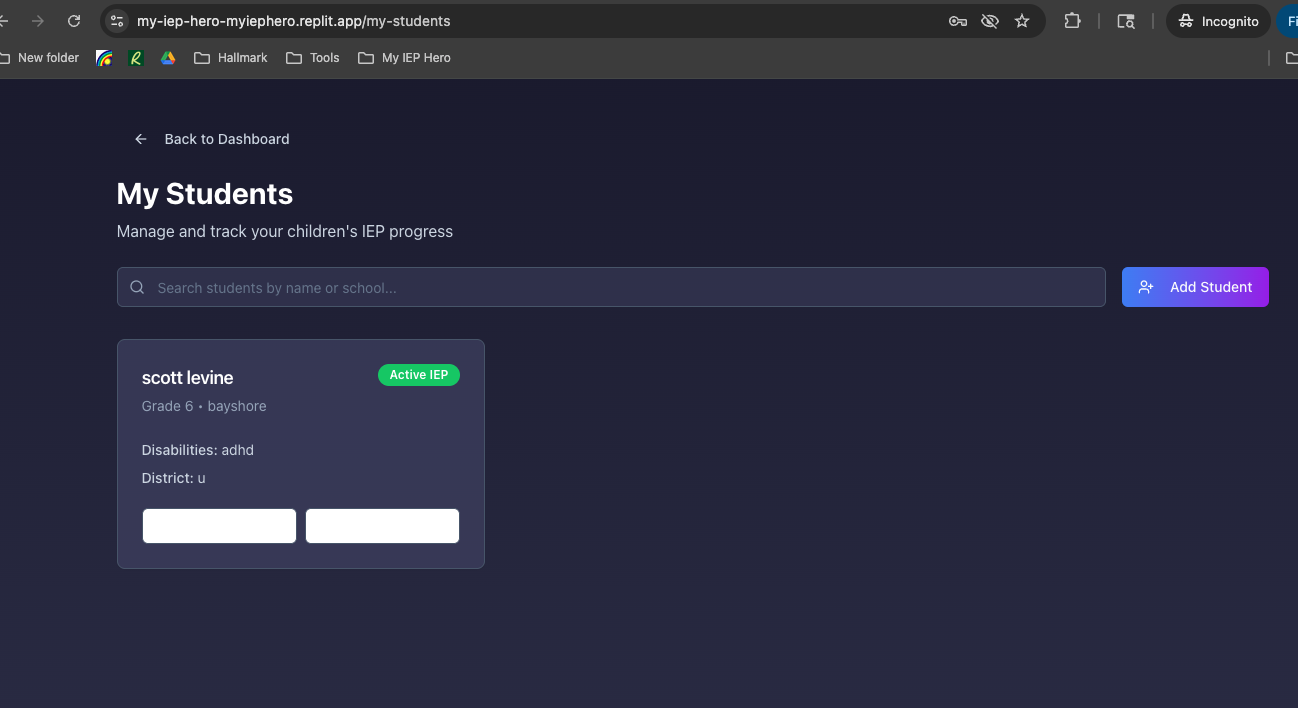 my-iep-hero-myiephero.replit.app/my-students
Incognito
New folder
Hallmark
Tools
My IEP Hero
Back to Dashboard
My Students
Manage and track your children's IEP progress
Search students by name or school...
Add Student
scott levine
Active IEP
Grade 6 • bayshore
Disabilities: adhd
District: u